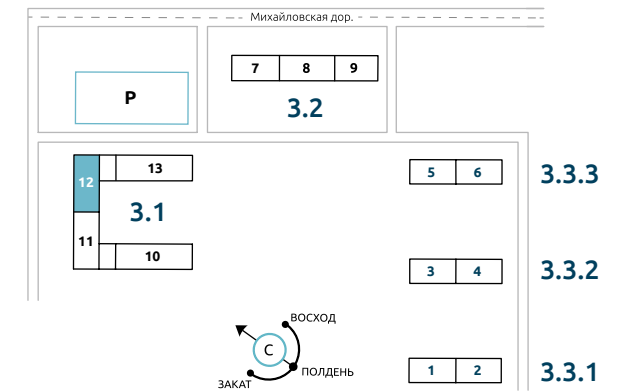 Михайловская дор.
7 8 9
P
3.2
5 6
3.3.3
13
12
3.1
11
10
3 4
3.3.2
ВОСХОД
С
ПОЛДЕНЬ
ЗАКАТ
1 2
3.3.1